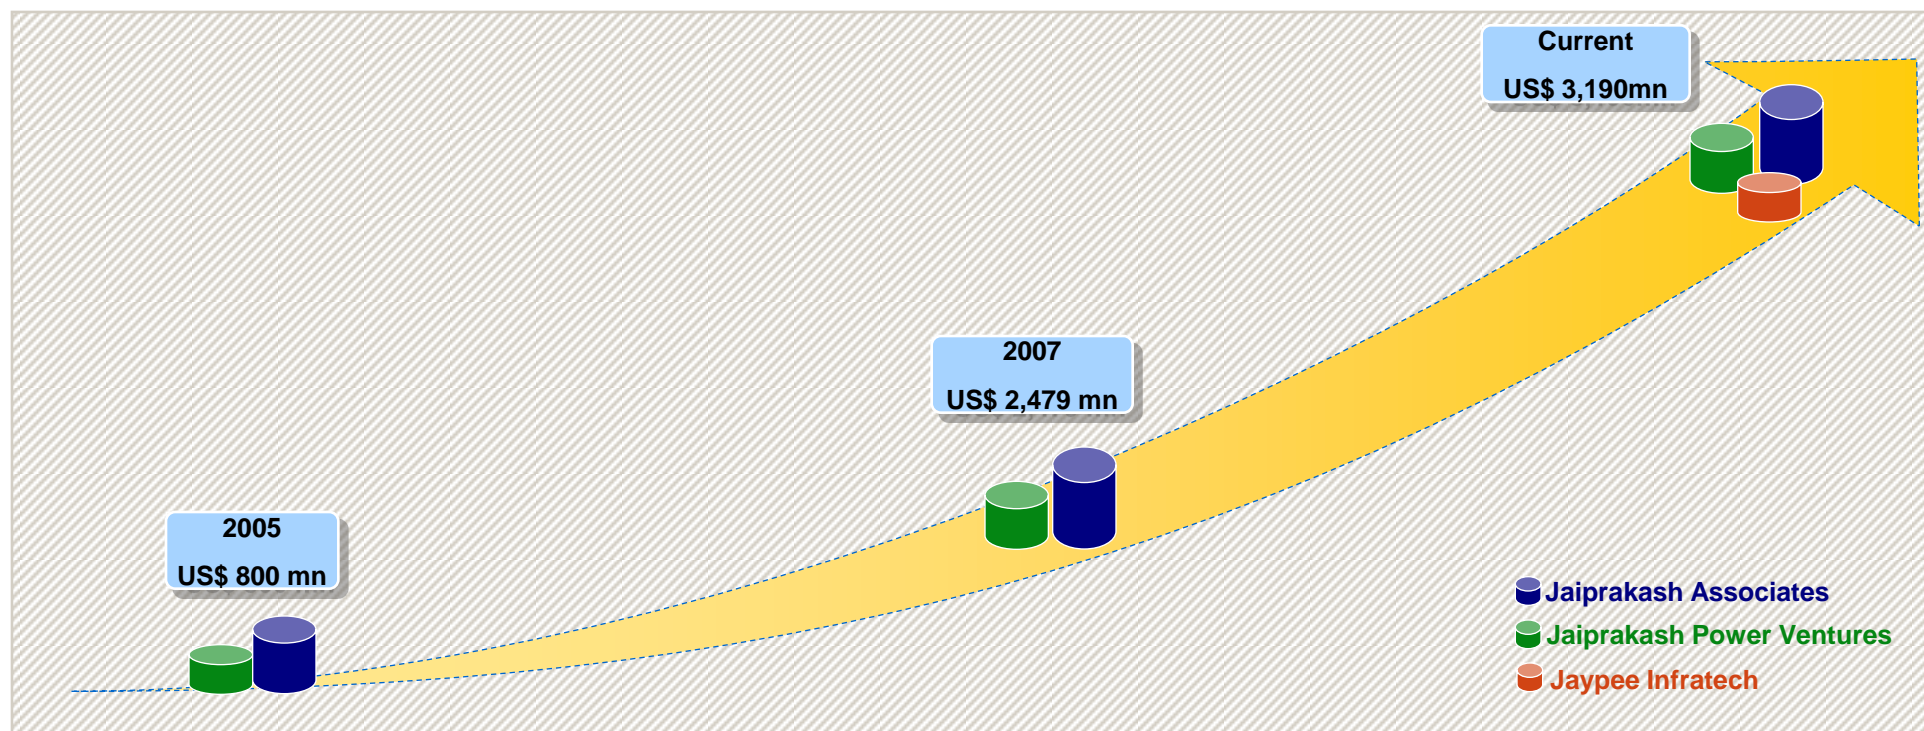 Current
US$ 3,190mn
2007
US$ 2,479 mn
2005
US$ 800 mn
Jaiprakash Associates
Jaiprakash Power Ventures
Jaypee Infratech